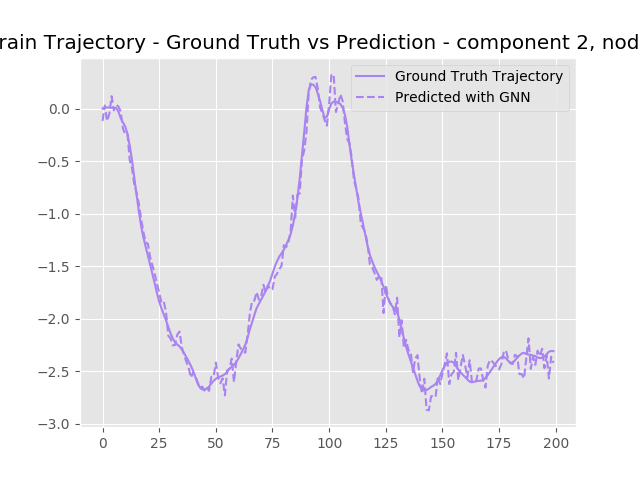 rain Trajectory - Ground Truth vs Prediction - component 2, nod
Ground Truth Trajectory
Predicted with GNN
0.0
−0.5
−1.0
−1.5
−2.0
−2.5
−3.0
0 25 50 75 100 125 150 175 200